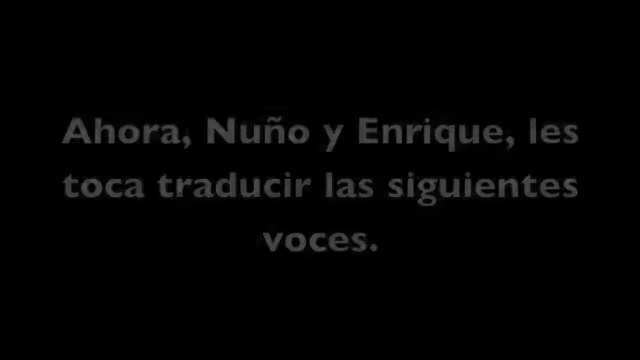 Ahora, Nuño y Enrique, les
toca traducir las siguientes
voces.